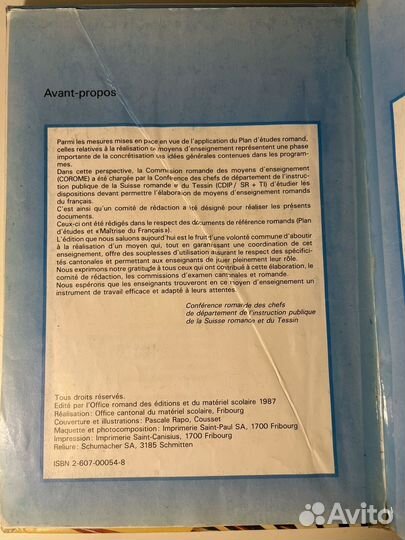 Avant-propos
Parmi les mesures mises en place en vue de l'application du Plan d'études romand,
celles relatives à la réalisation de moyens d'enseignement représentent une phase
importante de la concrétisation des idées générales contenues dans les program-
mes.
Dans cette perspective, la Commission romande des moyens d'enseignement
(COROME) a été chargée par la Conférence des chefs de département de l'instruc-
tion publique de la Suisse romande et du Tessin (CDIP / SR + TI) d'étudier les
dispositions devant permettre l'élaboration de moyens d'enseignement romands
du français.
C'est ainsi qu'un comité de rédaction a été désigné pour réaliser les présents
documents.
Ceux-ci ont été rédigés dans le respect des documents de référence romands (Plan
d'études et «Maîtrise du Français»).
L'édition que nous saluons aujourd'hui est le fruit d'une volonté commune d'aboutir
à la réalisation d'un moyen qui, tout en garantissant une coordination de cet
enseignement, offre des souplesses d'utilisation assurant le respect des spécifici-
tés cantonales et permettant aux enseignants de jouer pleinement leur rôle.
Nous exprimons notre gratitude à tous ceux qui ont contribué à cette élaboration, le
comité de rédaction, les commissions d'examen cantonales et romande.
Nous espérons que les enseignants trouveront en ce moyen d'enseignement un
instrument de travail efficace et adapté à leurs attentes.
Conférence romande des chefs
de département de l'instruction publique
de la Suisse romande et du Tessin
Tous droits réservés.
Edité par l'Office romand des éditions et du matériel scolaire 1987
Réalisation: Office cantonal du matériel scolaire, Fribourg
Couverture et illustrations: Pascale Rapo, Cousset
Maquette et photocomposition: Imprimerie Saint-Paul SA, 1700 Fribourg
Impression: Imprimerie Saint-Canisius, 1700 Fribourg
Reliure: Schumacher SA, 3185 Schmitten
ISBN 2-607-00054-8
Avito